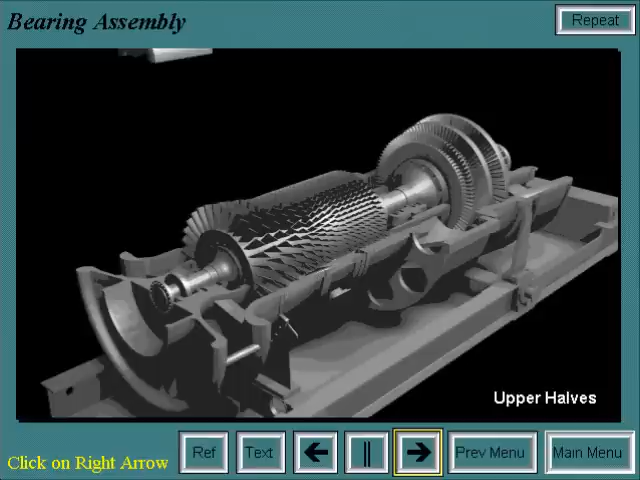 Bearing Assembly
Repeat
Upper Halves
Click on Right Arrow
Ref
Text
Prev Menu
Main Menu